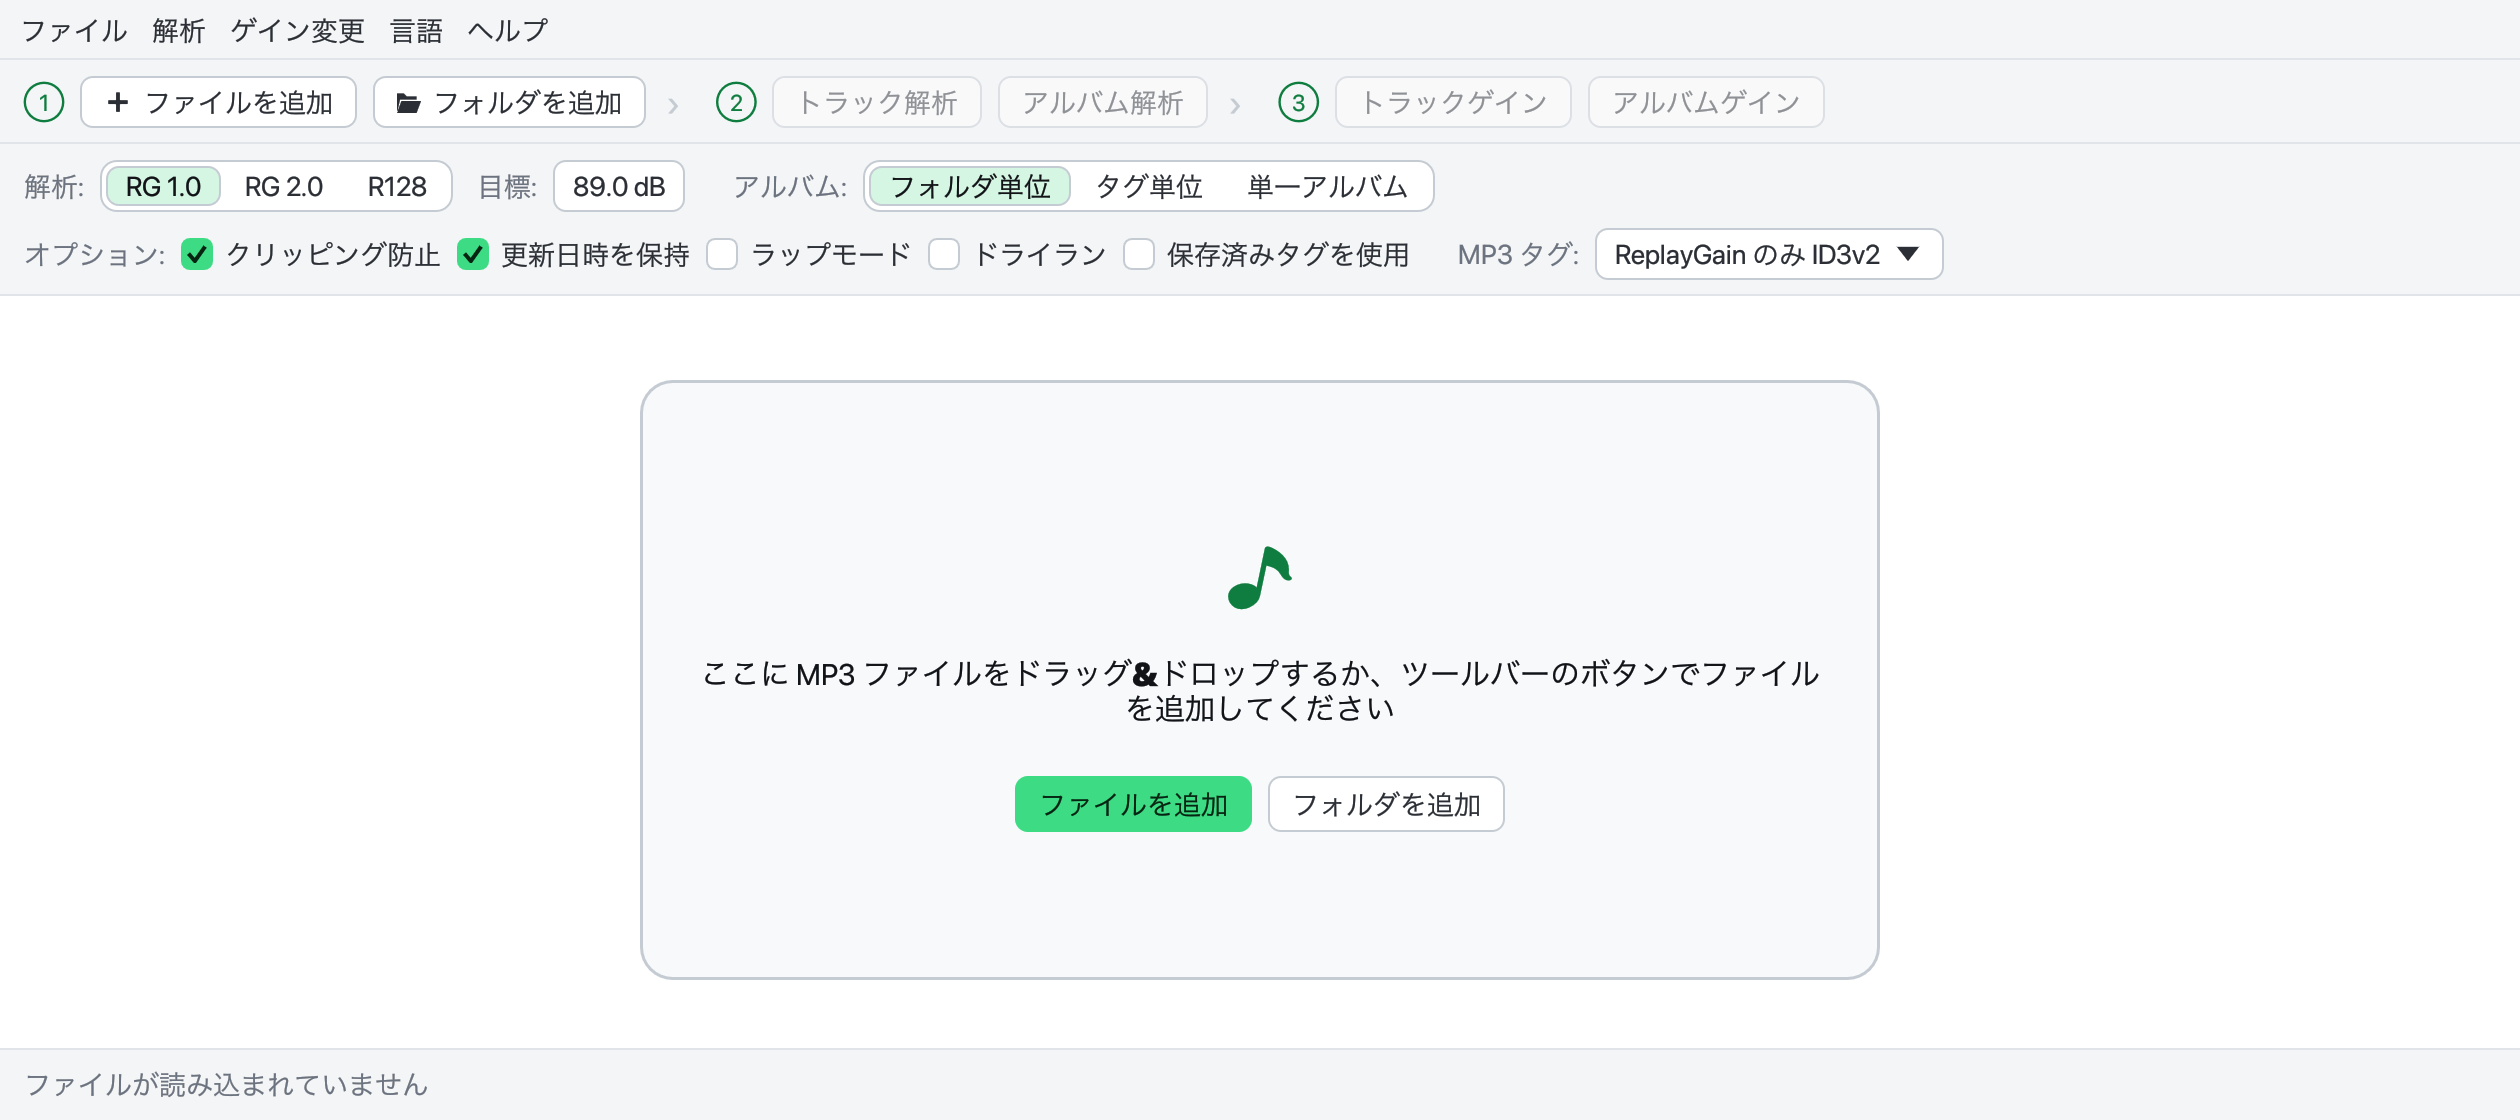 ファイル 解析 ゲイン変更 言語 ヘルプ
1 ファイルを追加 フォルダを追加 › 2 トラック解析 アルバム解析 › 3 トラックゲイン アルバムゲイン
解析: RG 1.0 RG 2.0 R128 目標: 89.0 dB アルバム: フォルダ単位 タグ単位 単一アルバム
オプション: クリッピング防止 更新日時を保持 ラップモード ドライラン 保存済みタグを使用 MP3 タグ: ReplayGain のみ ID3v2
ここに MP3 ファイルをドラッグ&ドロップするか、ツールバーのボタンでファイル
を追加してください
ファイルを追加 フォルダを追加
ファイルが読み込まれていません